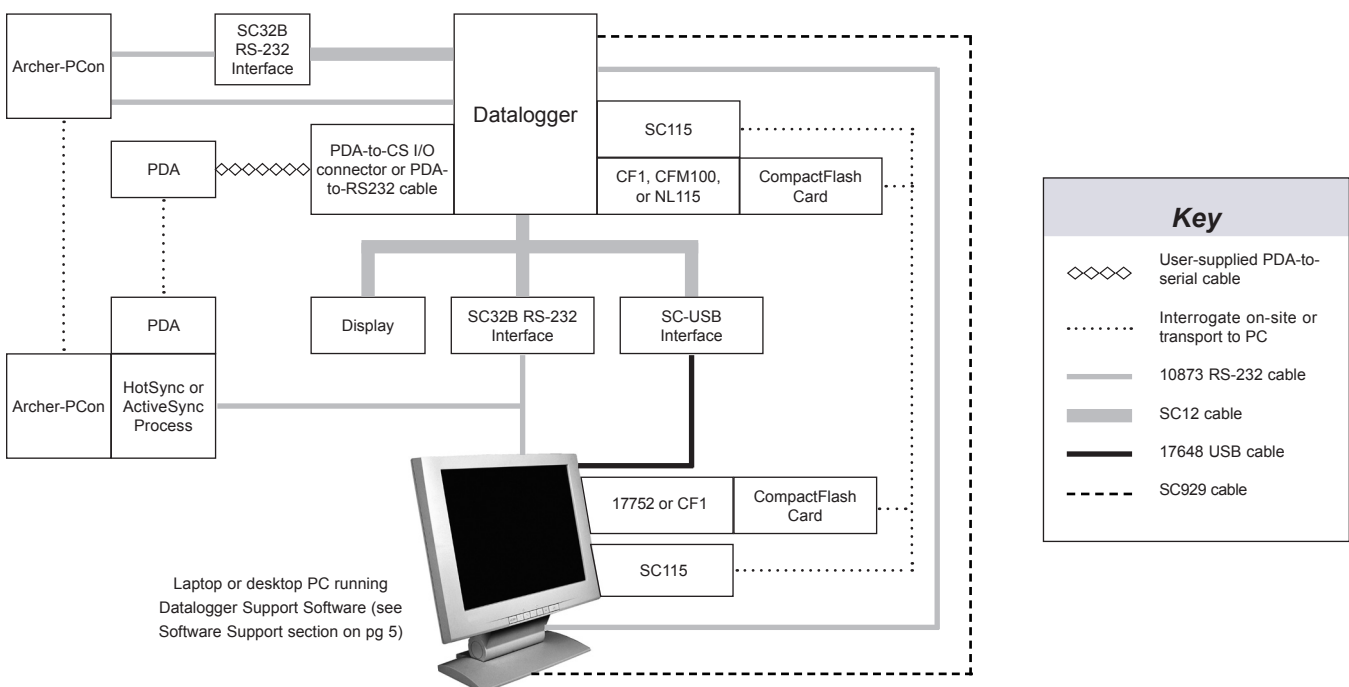 Archer-PCon
SC32B
RS-232
Interface
Datalogger
SC115
PDA
PDA-to-CS I/O
connector or PDA-
to-RS232 cable
CF1, CFM100,
or NL115
CompactFlash
Card
PDA
Display
SC32B RS-232
Interface
SC-USB
Interface
Archer-PCon
HotSync or
ActiveSync
Process
17752 or CF1
CompactFlash
Card
SC115
Laptop or desktop PC running
Datalogger Support Software (see
Software Support section on pg 5)
Key
User-supplied PDA-to-
serial cable
Interrogate on-site or
transport to PC
10873 RS-232 cable
SC12 cable
17648 USB cable
SC929 cable